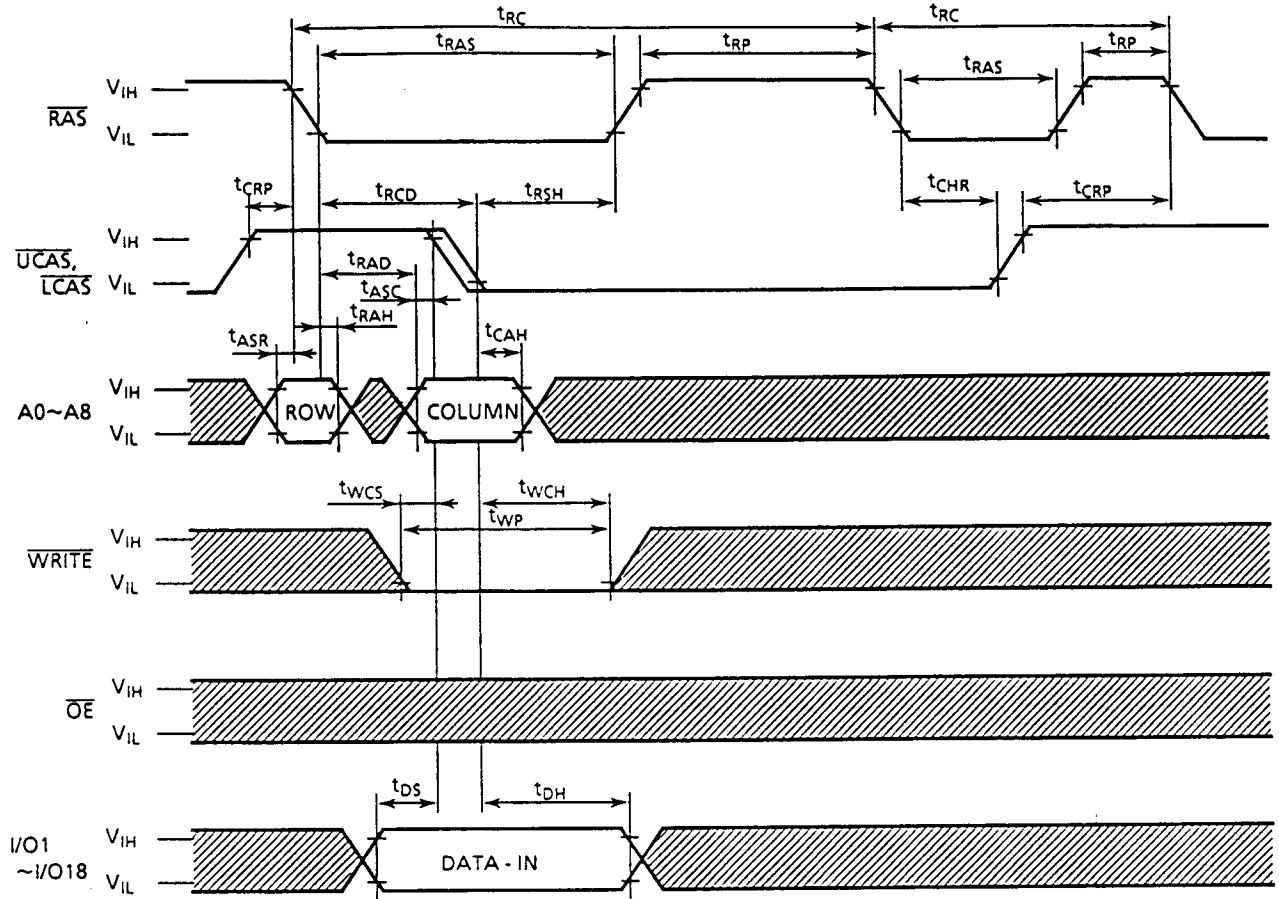 tRC tRC
tRAS tRP tRP
tRAS
VIH
RAS
VIL
tCRP tRCD tRSH tCHR tCRP
VIH
UCAS,
LCAS
VIL
tRAD
tASC
tRAH
tASR tCAH
VIH
A0~A8 ROW COLUMN
VIL
tWCS tWCH
tWP
VIH
WRITE
VIL
VIH
OE
VIL
tDS tDH
VIH
I/O1
~I/O18 DATA - IN
VIL